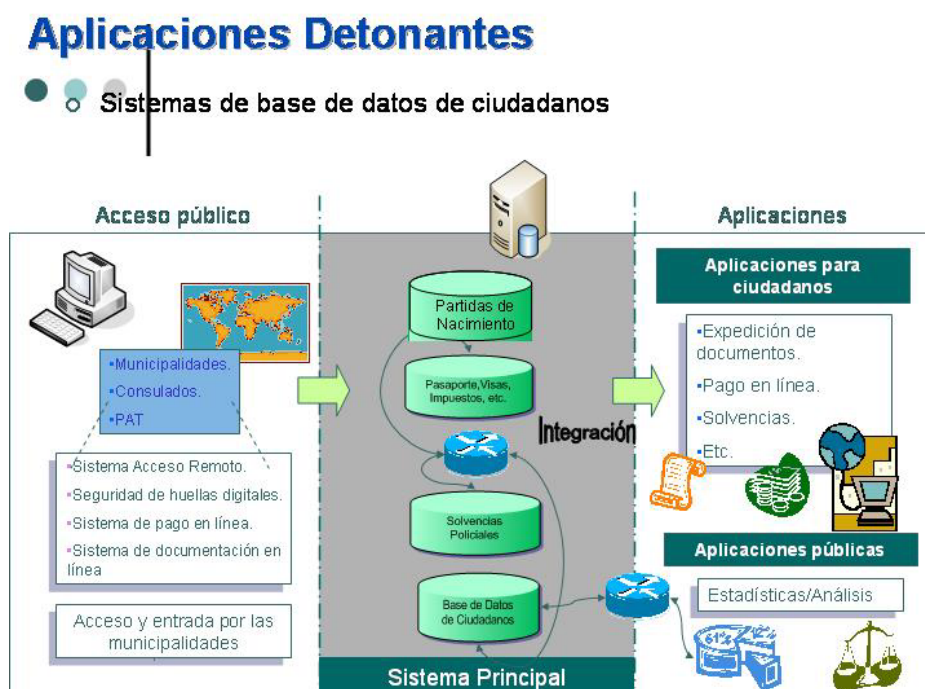 Aplicaciones Detonantes
Sistemas de base de datos de ciudadanos
Acceso público
Aplicaciones
•Municipalidades.
•Consulados.
•PAT
•Sistema Acceso Remoto.
•Seguridad de huellas digitales.
•Sistema de pago en línea.
•Sistema de documentación en
línea
Acceso y entrada por las
municipalidades
Partidas de
Nacimiento
Pasaporte,Visas,
Impuestos, etc.
Integración
Solvencias
Policiales
Base de Datos
de Ciudadanos
Sistema Principal
Aplicaciones para
ciudadanos
•Expedición de
documentos.
•Pago en línea.
•Solvencias.
•Etc.
Aplicaciones públicas
Estadísticas/Análisis
61%
12%